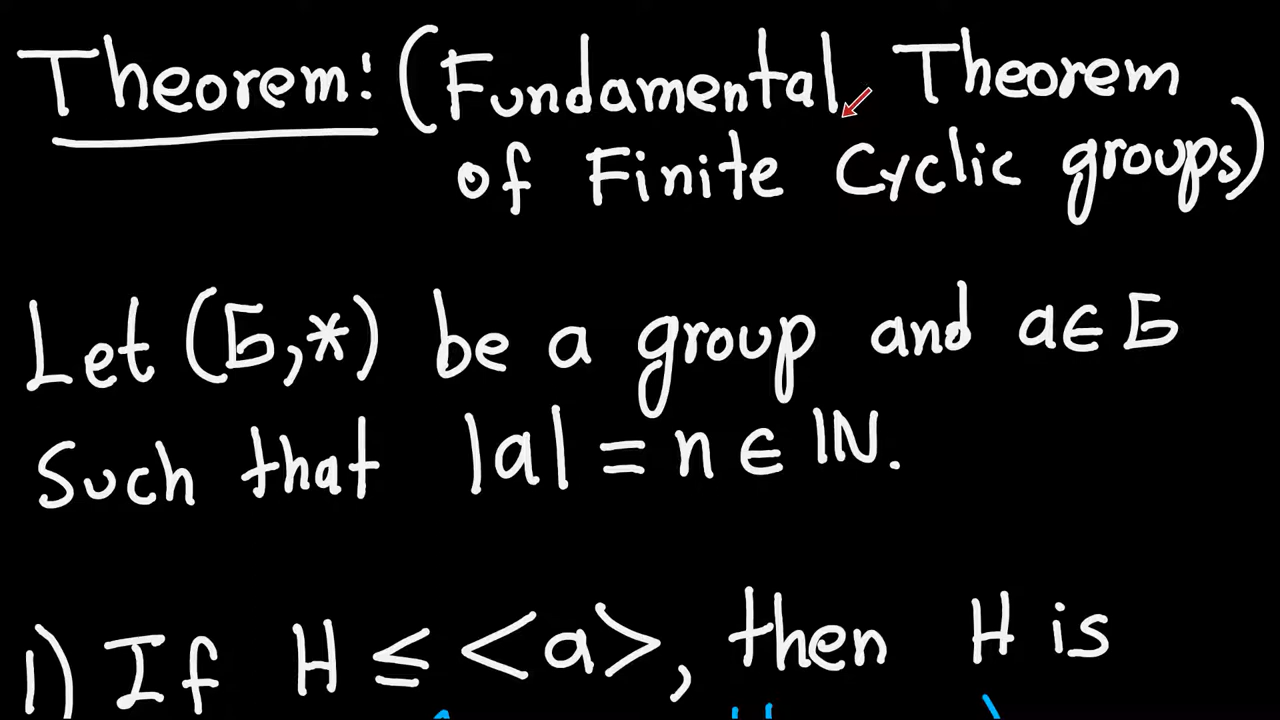 Theorem: (Fundamental Theorem
of Finite Cyclic groups)
Let (G,*) be a group and a∈G
Such that |a| = n ∈ ℕ.
1) If H ≤ <a>, then H is